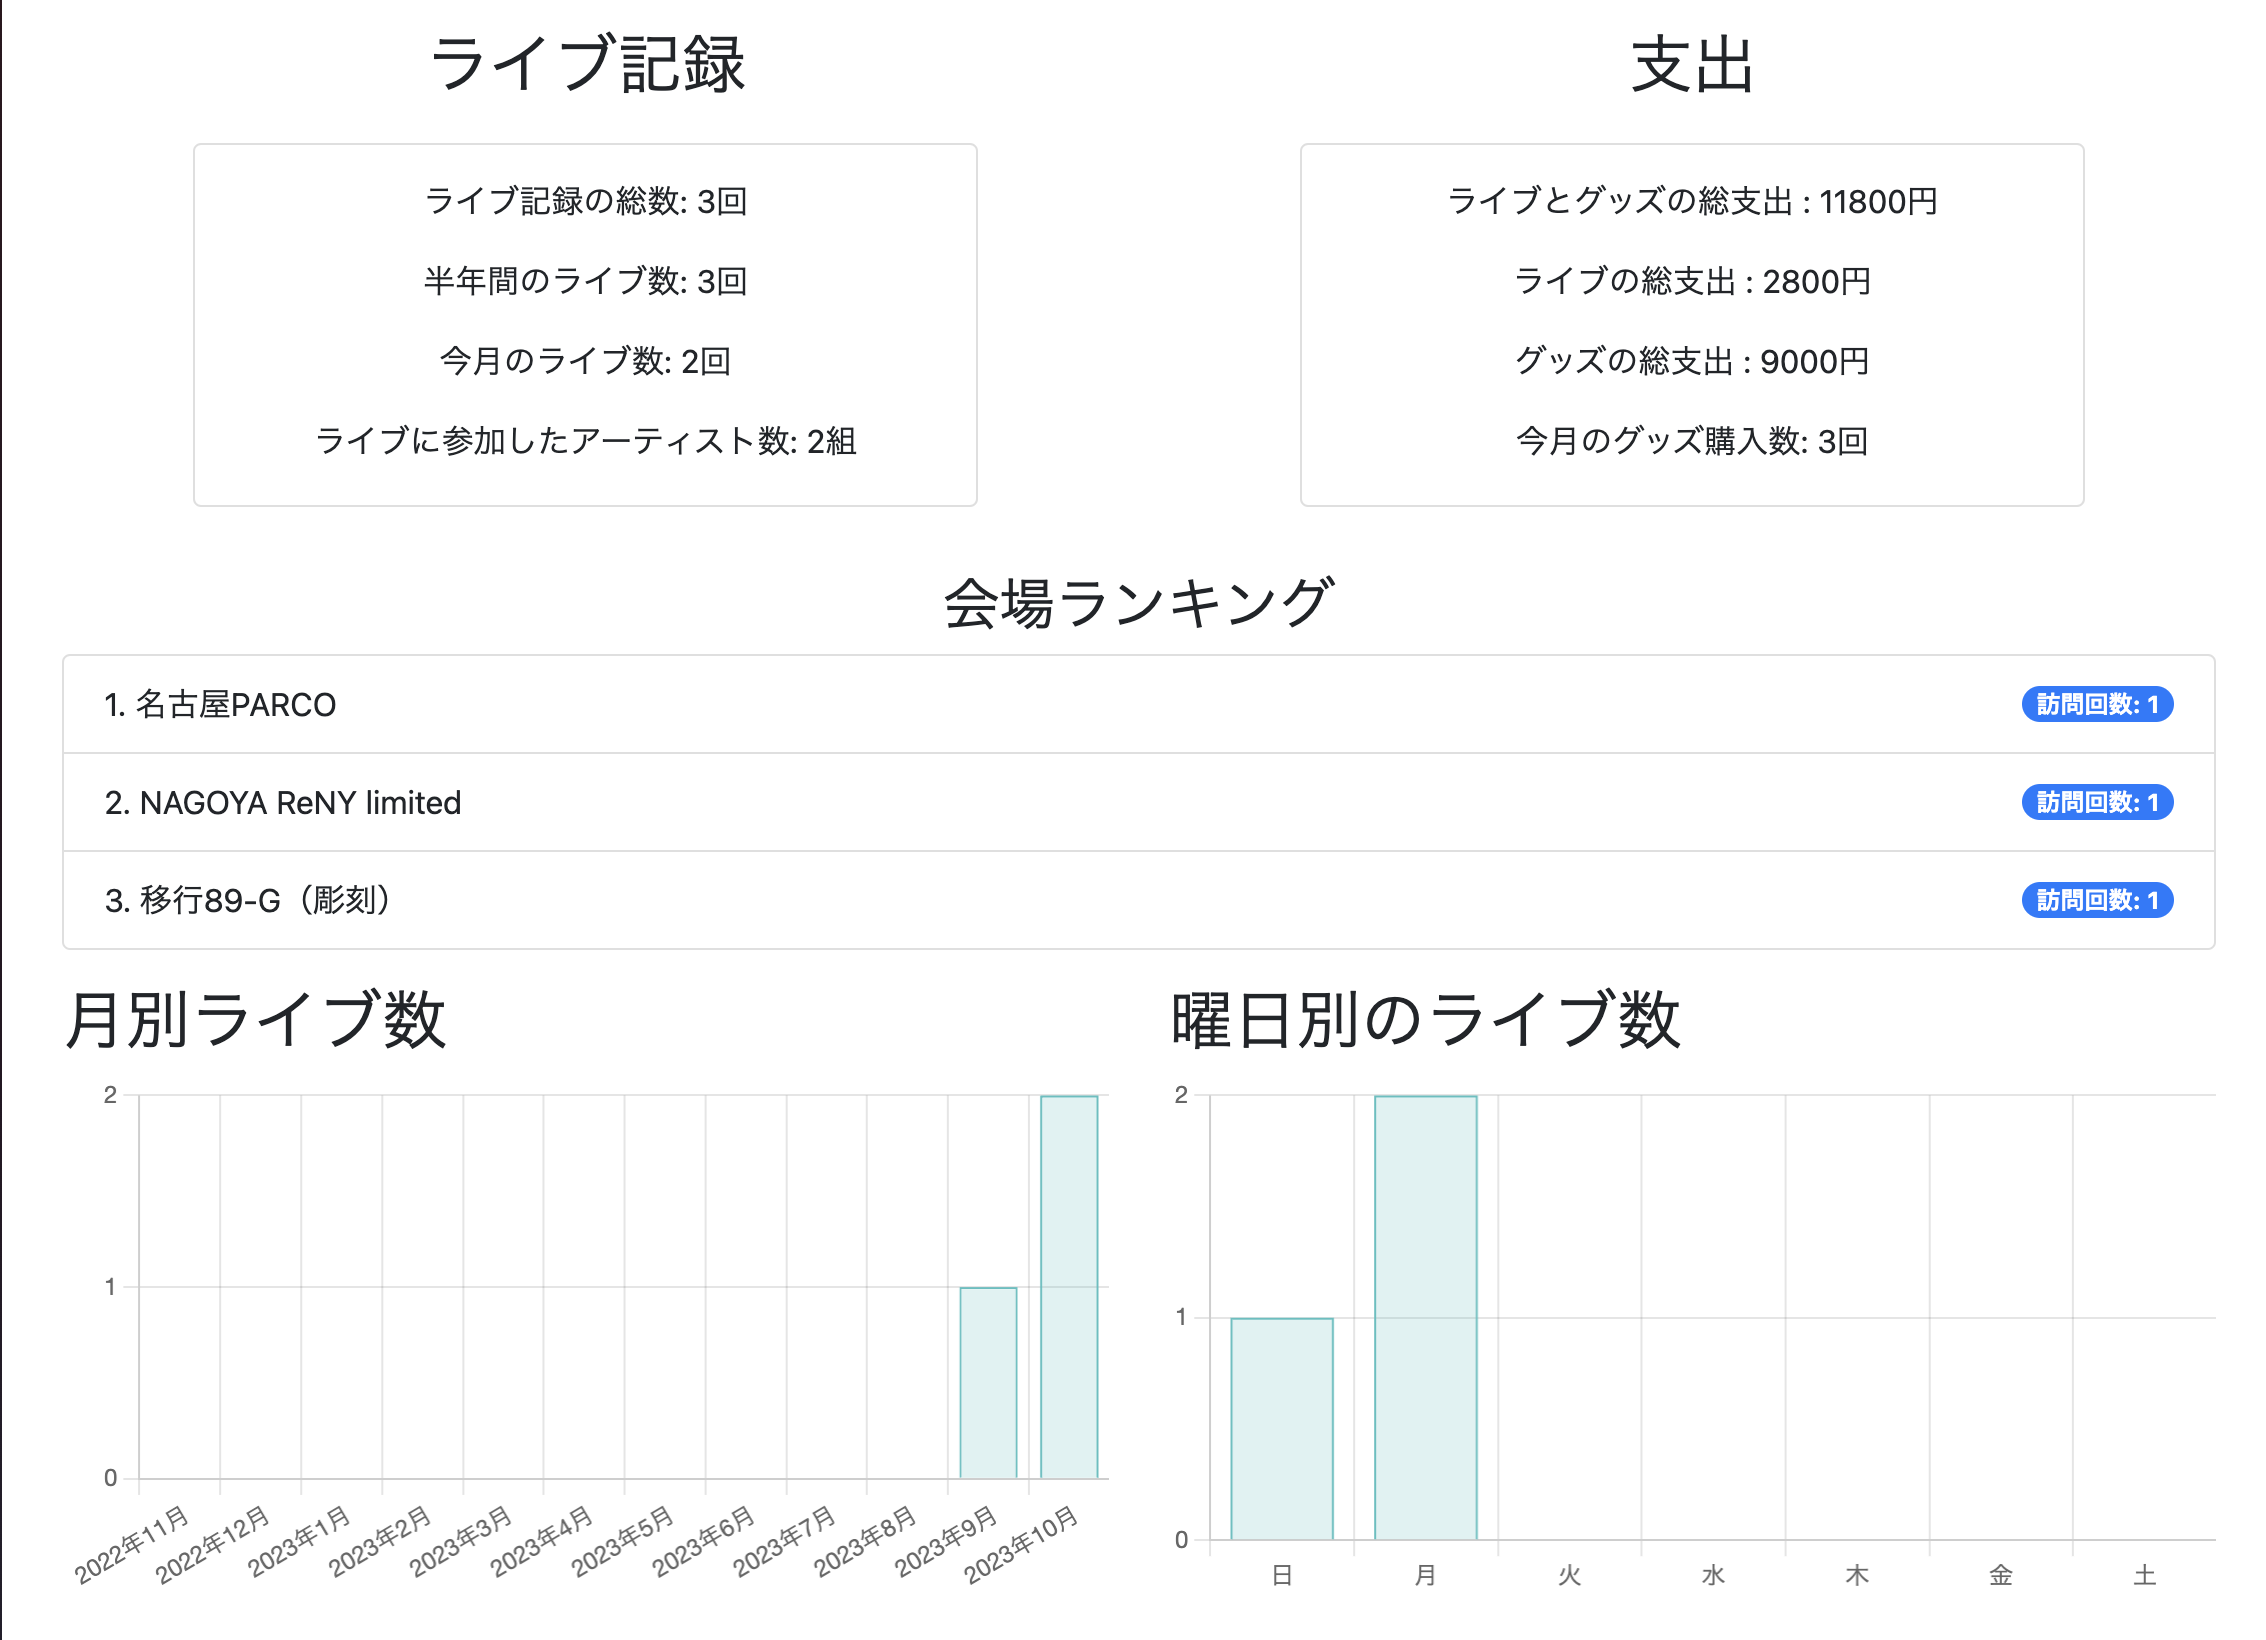 ライブ記録
ライブ記録の総数: 3回
半年間のライブ数: 3回
今月のライブ数: 2回
ライブに参加したアーティスト数: 2組
支出
ライブとグッズの総支出 : 11800円
ライブの総支出 : 2800円
グッズの総支出 : 9000円
今月のグッズ購入数: 3回
会場ランキング
1. 名古屋PARCO 訪問回数: 1
2. NAGOYA ReNY limited 訪問回数: 1
3. 移行89-G（彫刻） 訪問回数: 1
月別ライブ数
2
1
0
2022年11月 2022年12月 2023年1月 2023年2月 2023年3月 2023年4月 2023年5月 2023年6月 2023年7月 2023年8月 2023年9月 2023年10月
曜日別のライブ数
2
1
0
日 月 火 水 木 金 土